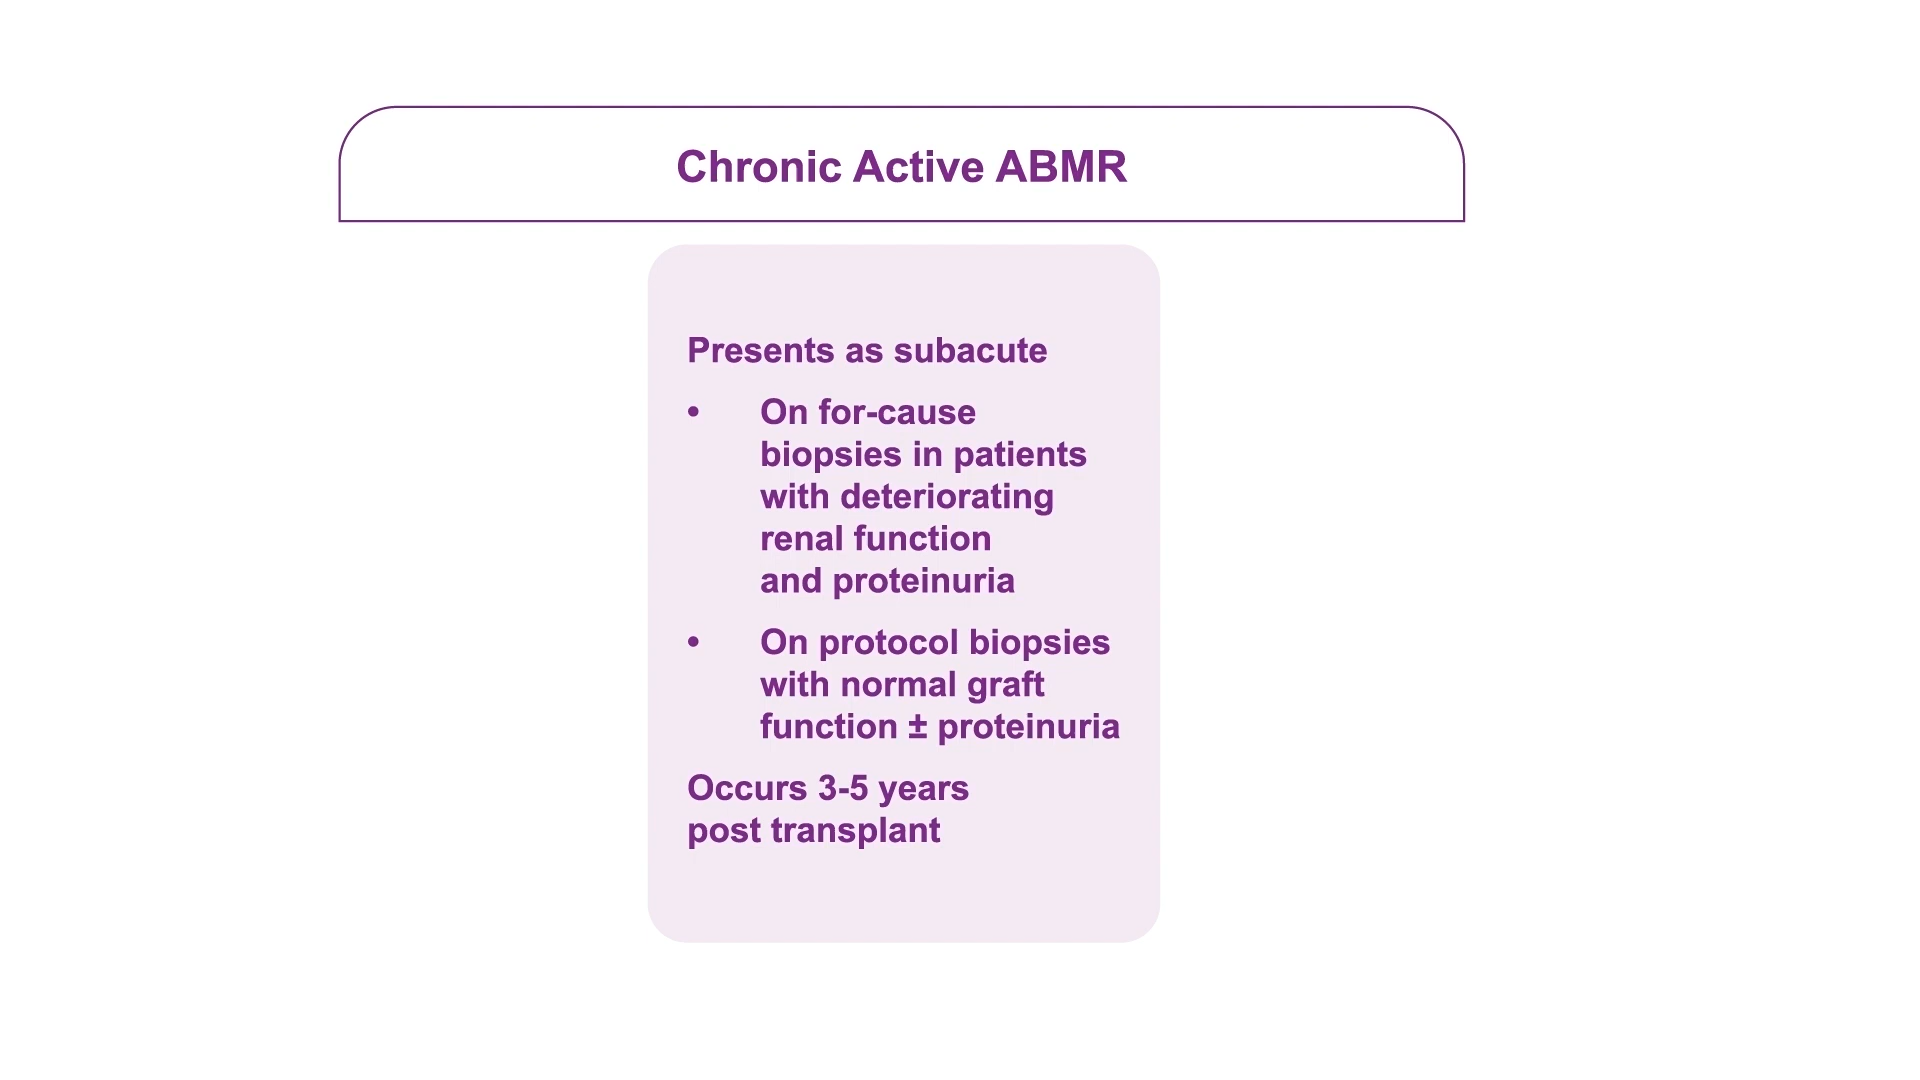 Chronic Active ABMR
Presents as subacute
• On for-cause
biopsies in patients
with deteriorating
renal function
and proteinuria
• On protocol biopsies
with normal graft
function ± proteinuria
Occurs 3-5 years
post transplant